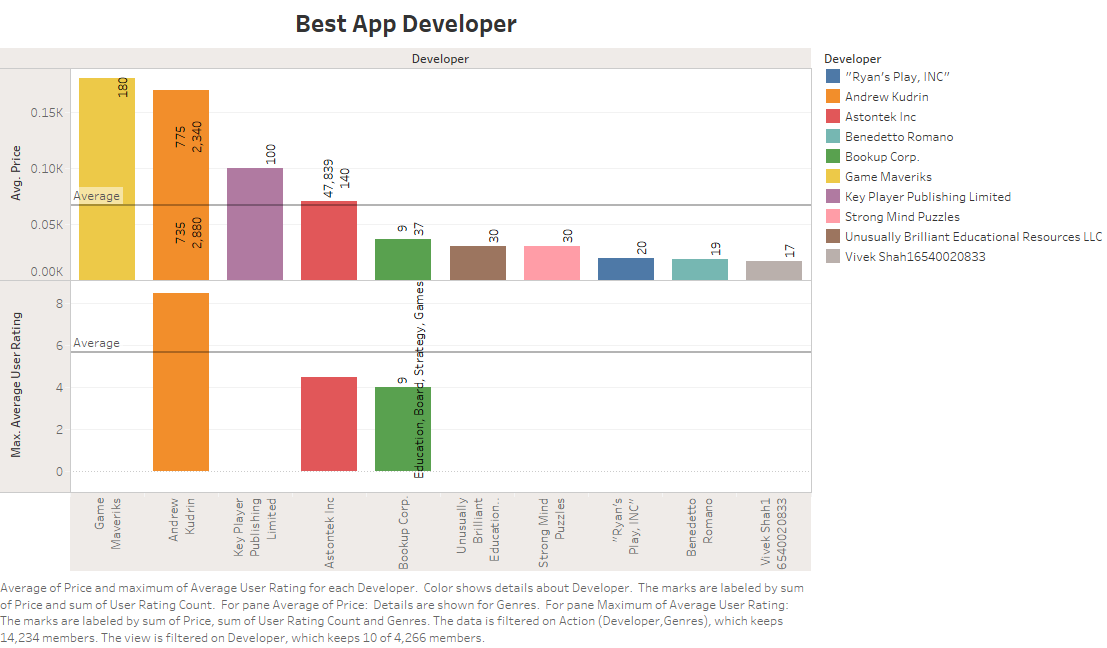 Best App Developer
Developer
Avg. Price
0.15K
0.10K
0.05K
0.00K
Average
180
775
2,340
735
2,880
100
47,839
140
9
37
30
30
20
19
17
Max. Average User Rating
8
6
4
2
0
Average
9
Education, Board, Strategy, Games
Game
Maveriks
Andrew
Kudrin
Key Player
Publishing
Limited
Astontek Inc
Bookup Corp.
Unusually
Brilliant
Education..
Strong Mind
Puzzles
"Ryan's
Play, INC"
Benedetto
Romano
Vivek Shah1
6540020833
Developer
"Ryan's Play, INC"
Andrew Kudrin
Astontek Inc
Benedetto Romano
Bookup Corp.
Game Maveriks
Key Player Publishing Limited
Strong Mind Puzzles
Unusually Brilliant Educational Resources LLC
Vivek Shah16540020833
Average of Price and maximum of Average User Rating for each Developer.  Color shows details about Developer.  The marks are labeled by sum
of Price and sum of User Rating Count.  For pane Average of Price:  Details are shown for Genres.  For pane Maximum of Average User Rating:
The marks are labeled by sum of Price, sum of User Rating Count and Genres. The data is filtered on Action (Developer,Genres), which keeps
14,234 members. The view is filtered on Developer, which keeps 10 of 4,266 members.